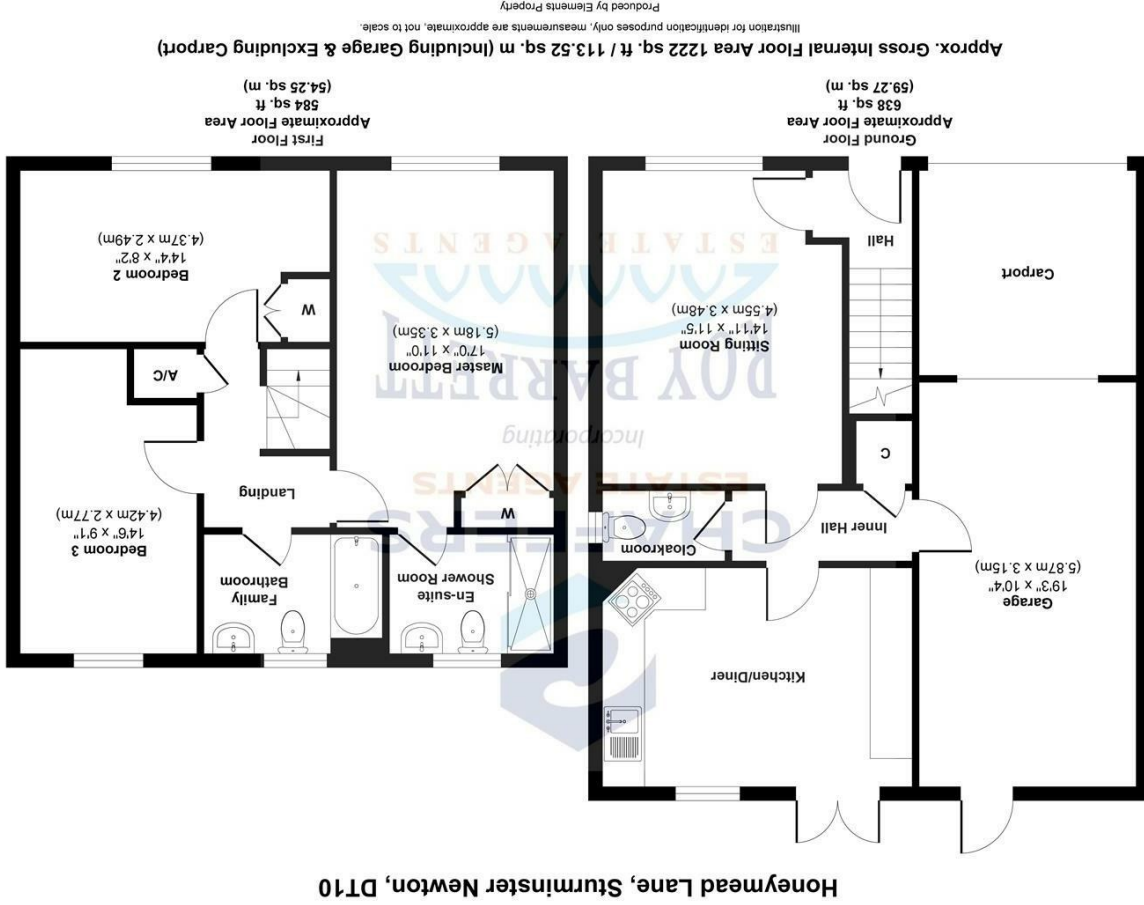 Honeymead Lane, Sturminster Newton, DT10
Garage
19'3" x 10'4"
(5.87m x 3.15m)
Carport
Kitchen/Diner
Inner Hall
Cloakroom
C
Sitting Room
14'11" x 11'5"
(4.55m x 3.48m)
Hall
Ground Floor
Approximate Floor Area
638 sq. ft
(59.27 sq. m)
En-suite
Shower Room
Family
Bathroom
Bedroom 3
14'6" x 9'1"
(4.42m x 2.77m)
W
Landing
A/C
Master Bedroom
17'0" x 11'0"
(5.18m x 3.35m)
W
Bedroom 2
14'4" x 8'2"
(4.37m x 2.49m)
First Floor
Approximate Floor Area
584 sq. ft
(54.25 sq. m)
CHAFFERS
ESTATE AGENTS
Incorporating
ROY BARRETT
ESTATE AGENTS
Approx. Gross Internal Floor Area 1222 sq. ft / 113.52 sq. m (Including Garage & Excluding Carport)
Illustration for identification purposes only, measurements are approximate, not to scale.
Produced by Elements Property